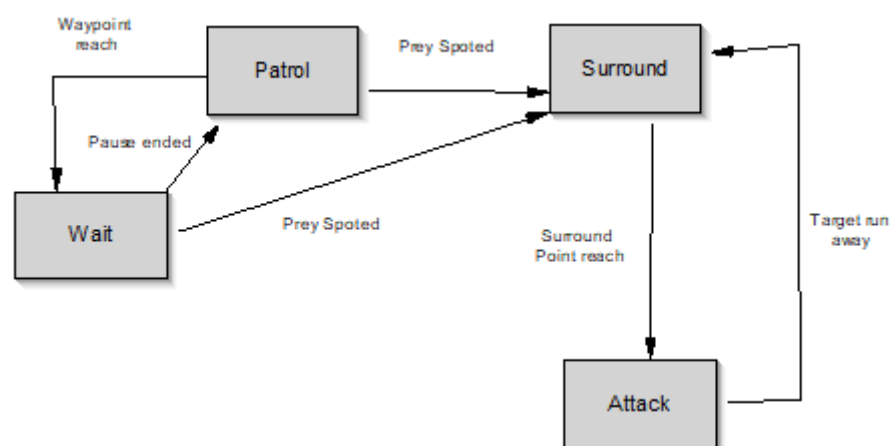 Waypoint
reach
Patrol
Prey Spoted
Surround
Pause ended
Wait
Prey Spoted
Surround
Point reach
Target run
away
Attack